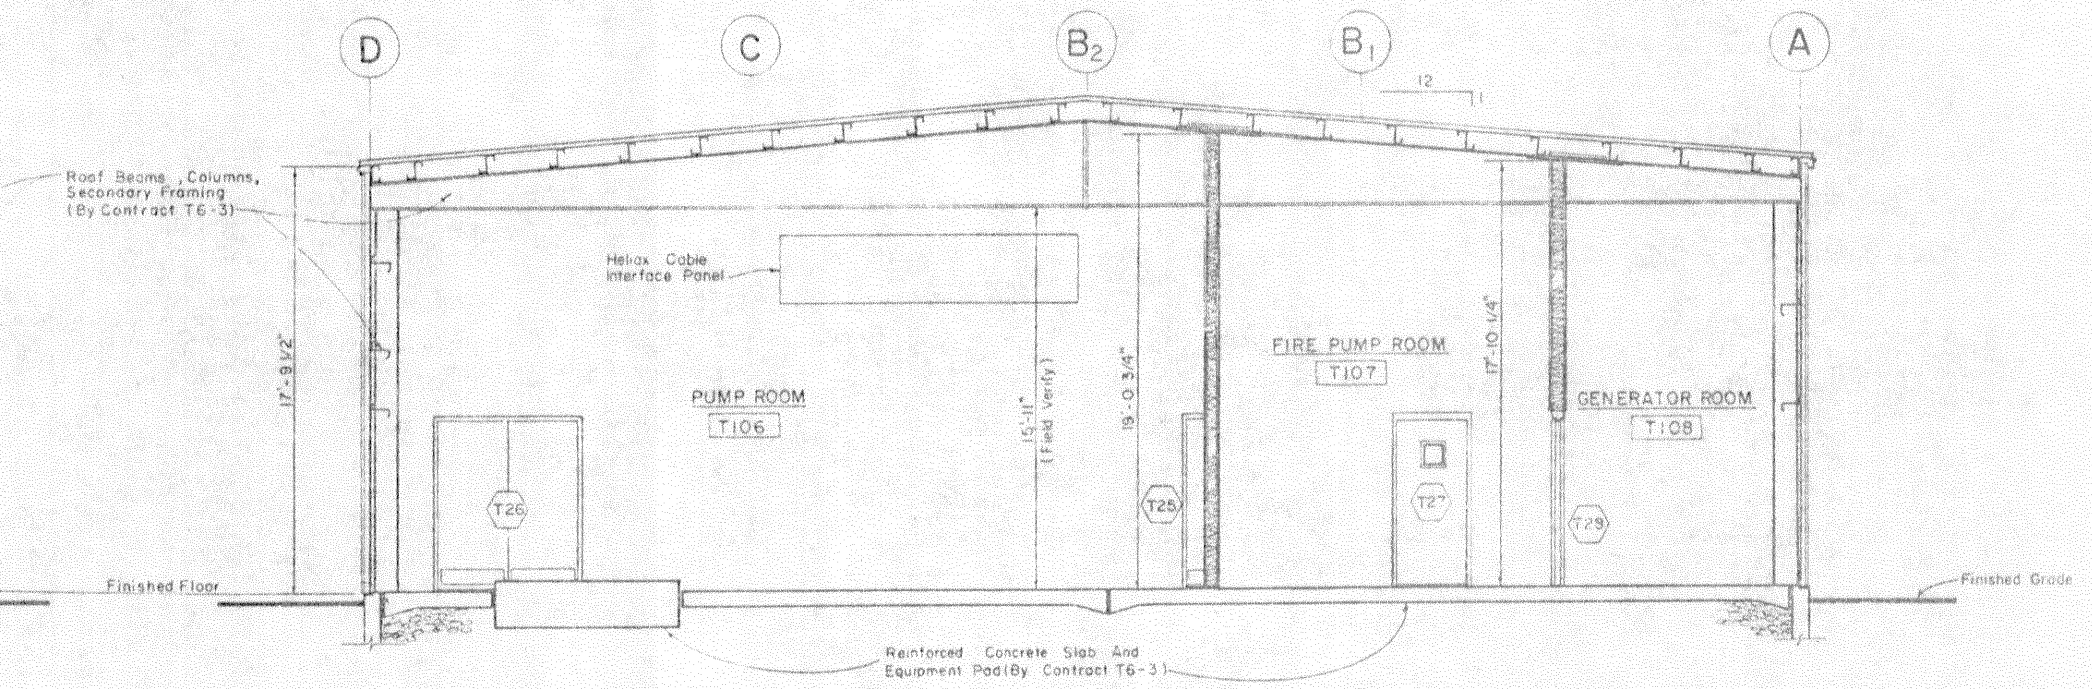 D
C
B2
B1
A
12
1
Roof Beams, Columns,
Secondary Framing
(By Contract T6-3)
Heliax Cable
Interface Panel
17'-9 1/2"
PUMP ROOM
T106
15'-11"
(Field Verify)
19'-0 3/4"
FIRE PUMP ROOM
T107
17'-10 1/4"
GENERATOR ROOM
T108
T26
T25
T27
T29
Finished Floor
Finished Grade
Reinforced Concrete Slab And
Equipment Pad(By Contract T6-3)